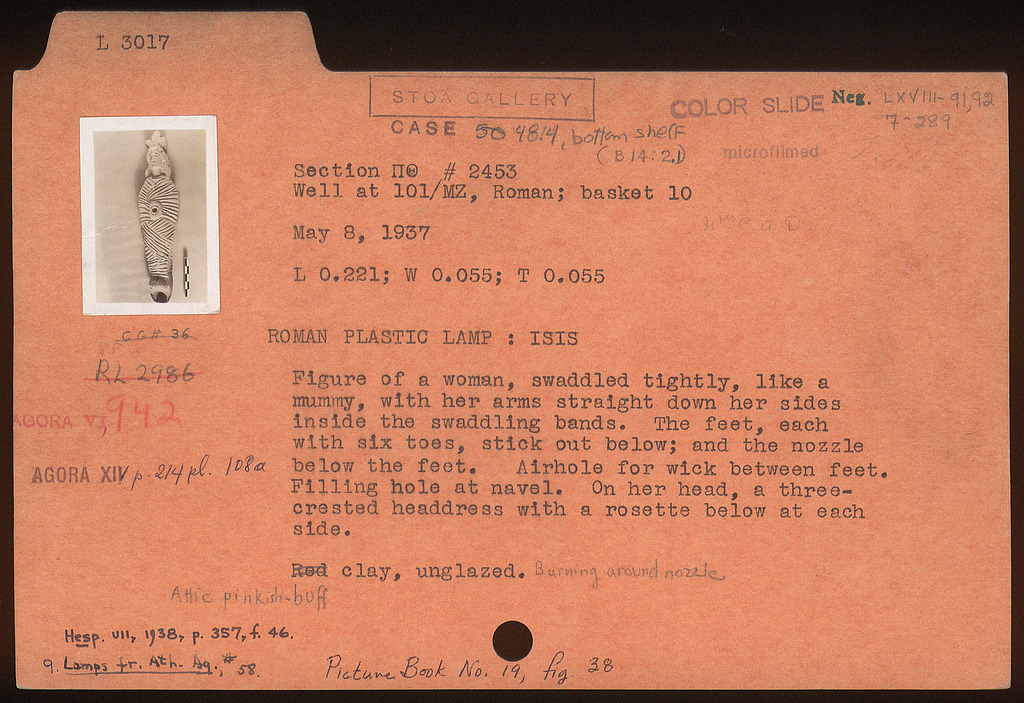 L 3017
STOA GALLERY
COLOR SLIDE
Neg. LXVIII-91,92
7-289
CASE 50 98.4, bottom shelf
(B 14:2)
microfilmed
Section ΠΘ # 2453
Well at 101/ΜΖ, Roman; basket 10
May 8, 1937
L 0.221; W 0.055; T 0.055
CG# 36
RL 2986
AGORA VI, 942
AGORA XIV p. 214 pl. 108a
ROMAN PLASTIC LAMP : ISIS
Figure of a woman, swaddled tightly, like a
mummy, with her arms straight down her sides
inside the swaddling bands. The feet, each
with six toes, stick out below; and the nozzle
below the feet. Airhole for wick between feet.
Filling hole at navel. On her head, a three-
crested headdress with a rosette below at each
side.
Red clay, unglazed. Burning around nozzle
Attic pinkish-buff
Hesp. VII, 1938, p. 357, f. 46.
9. Lamps fr. Ath. Ag., # 58.
Picture Book No. 19, fig. 38